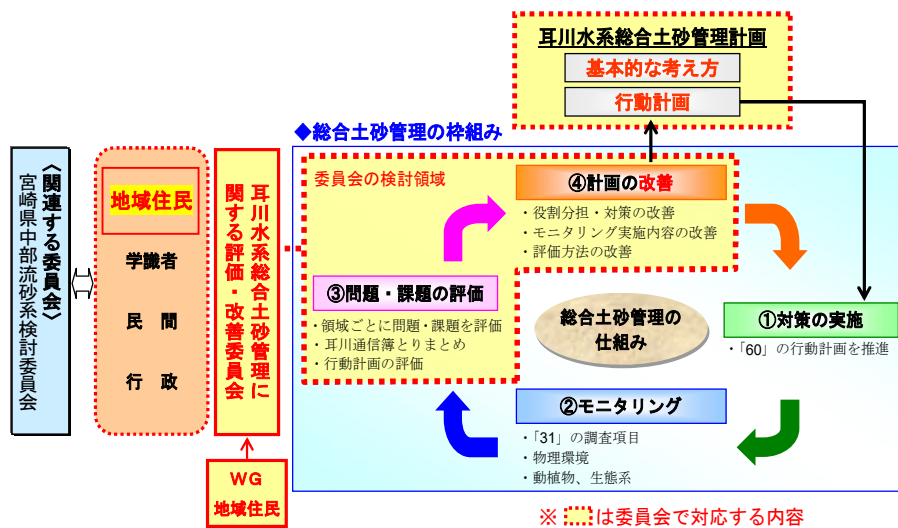 耳川水系総合土砂管理計画
基本的な考え方
行動計画
◆総合土砂管理の枠組み
〈関連する委員会〉
宮崎県中部流砂系検討委員会
地域住民
学識者
民　間
行　政
耳川水系総合土砂管理に
関する評価・改善委員会
WG
地域住民
委員会の検討領域
④計画の改善
・役割分担・対策の改善
・モニタリング実施内容の改善
・評価方法の改善
③問題・課題の評価
・領域ごとに問題・課題を評価
・耳川通信簿とりまとめ
・行動計画の評価
総合土砂管理の
仕組み
①対策の実施
・「60」の行動計画を推進
②モニタリング
・「31」の調査項目
・物理環境
・動植物、生態系
※ は委員会で対応する内容